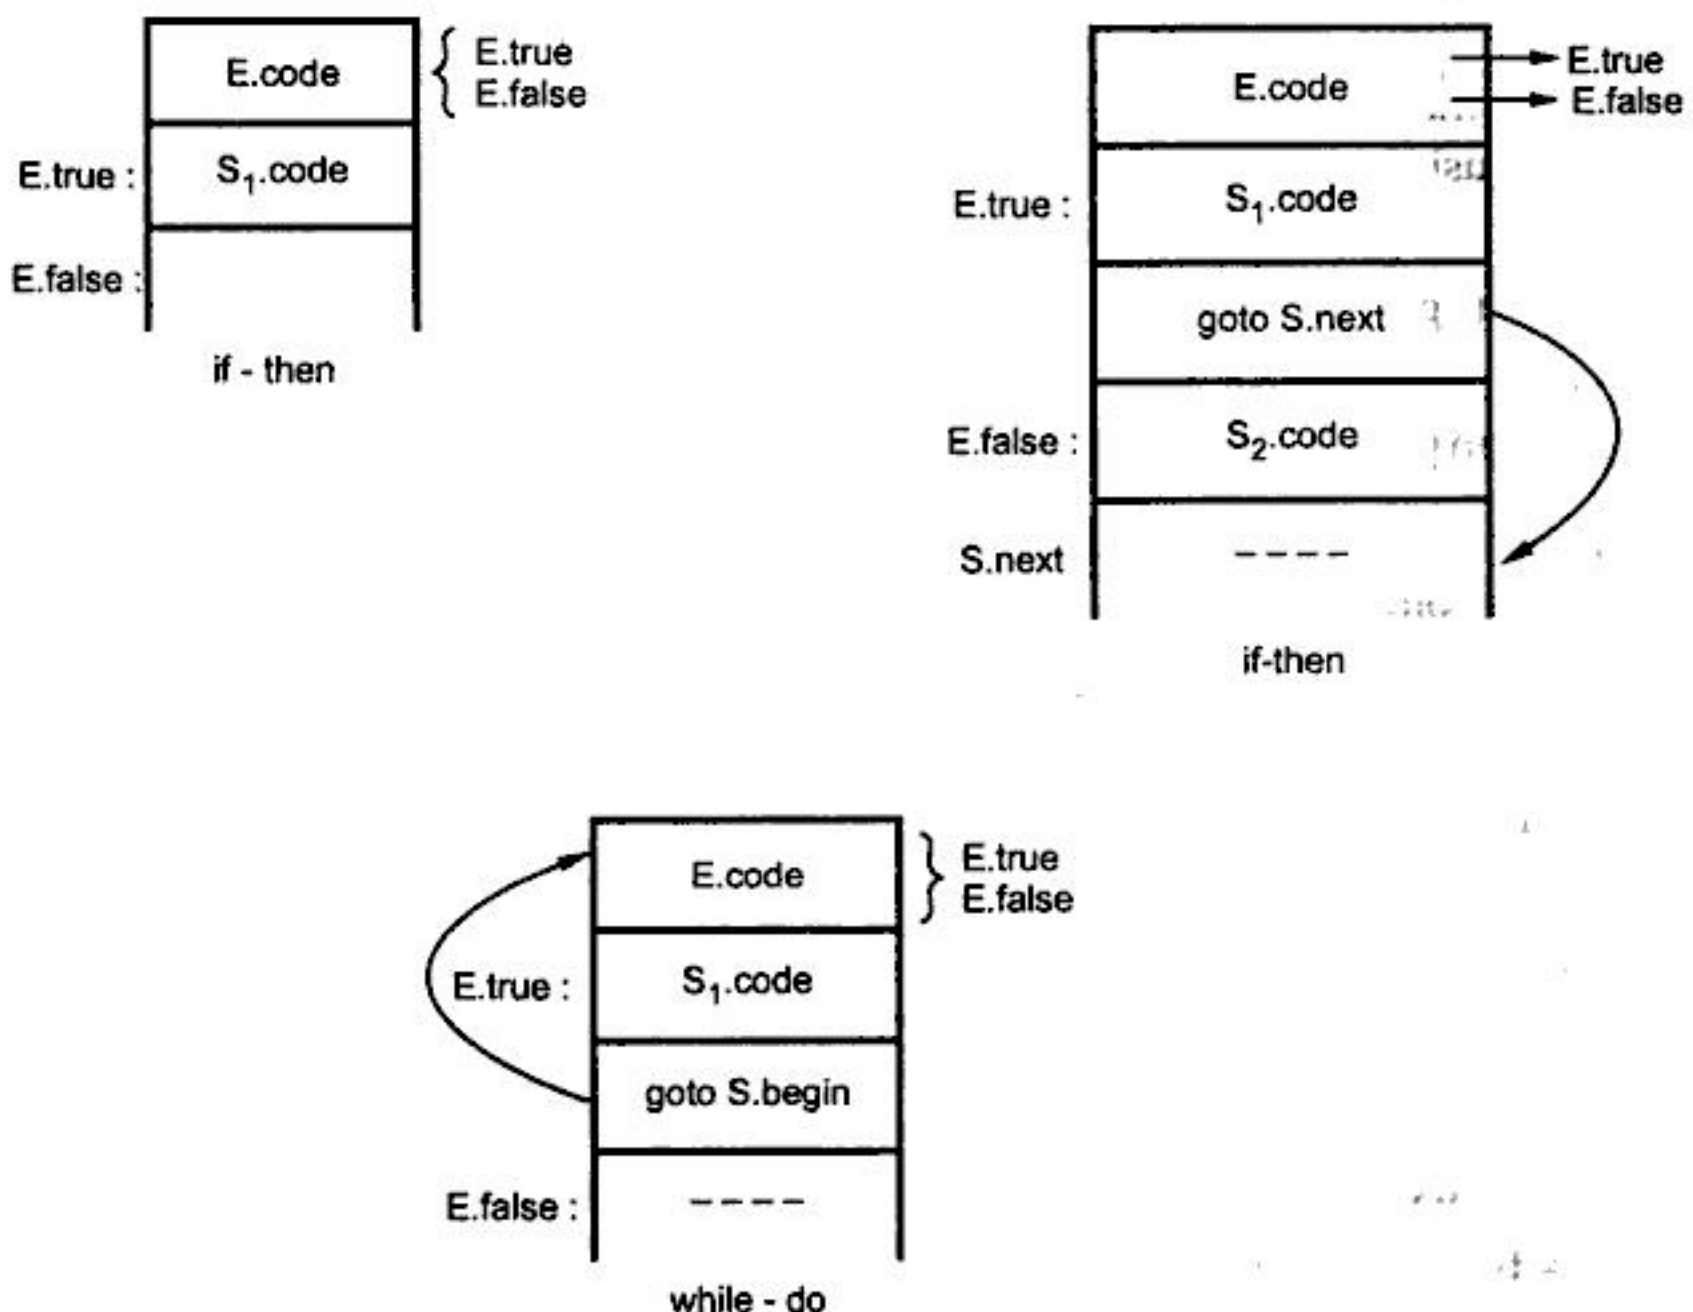 E.code
E.true
E.false
E.true :
S₁.code
E.false :
if - then
E.code
E.true
E.false
E.true :
S₁.code
goto S.next
E.false :
S₂.code
S.next
----
if-then
E.code
E.true
E.false
E.true :
S₁.code
goto S.begin
E.false :
----
while - do